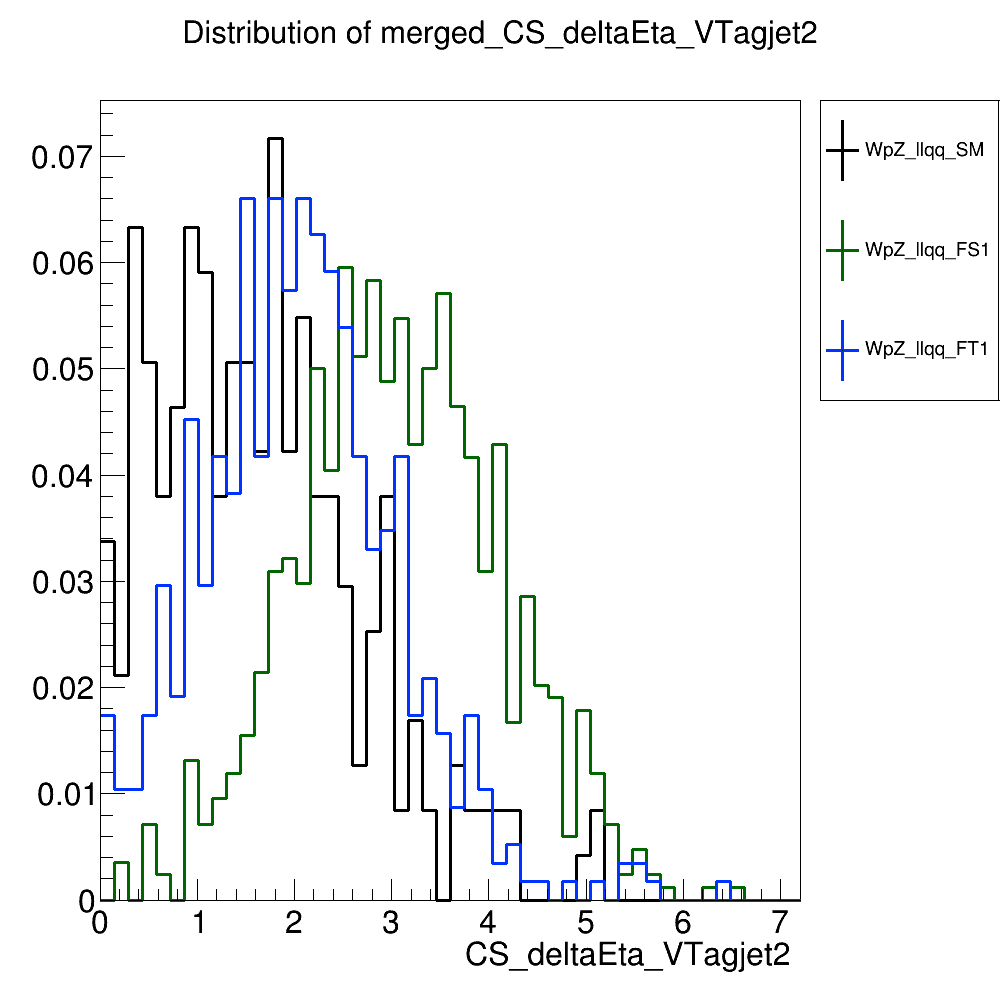 Distribution of merged_CS_deltaEta_VTagjet2
WpZ_llqq_SM
WpZ_llqq_FS1
WpZ_llqq_FT1
0.07
0.06
0.05
0.04
0.03
0.02
0.01
0
0 1 2 3 4 5 6 7
CS_deltaEta_VTagjet2